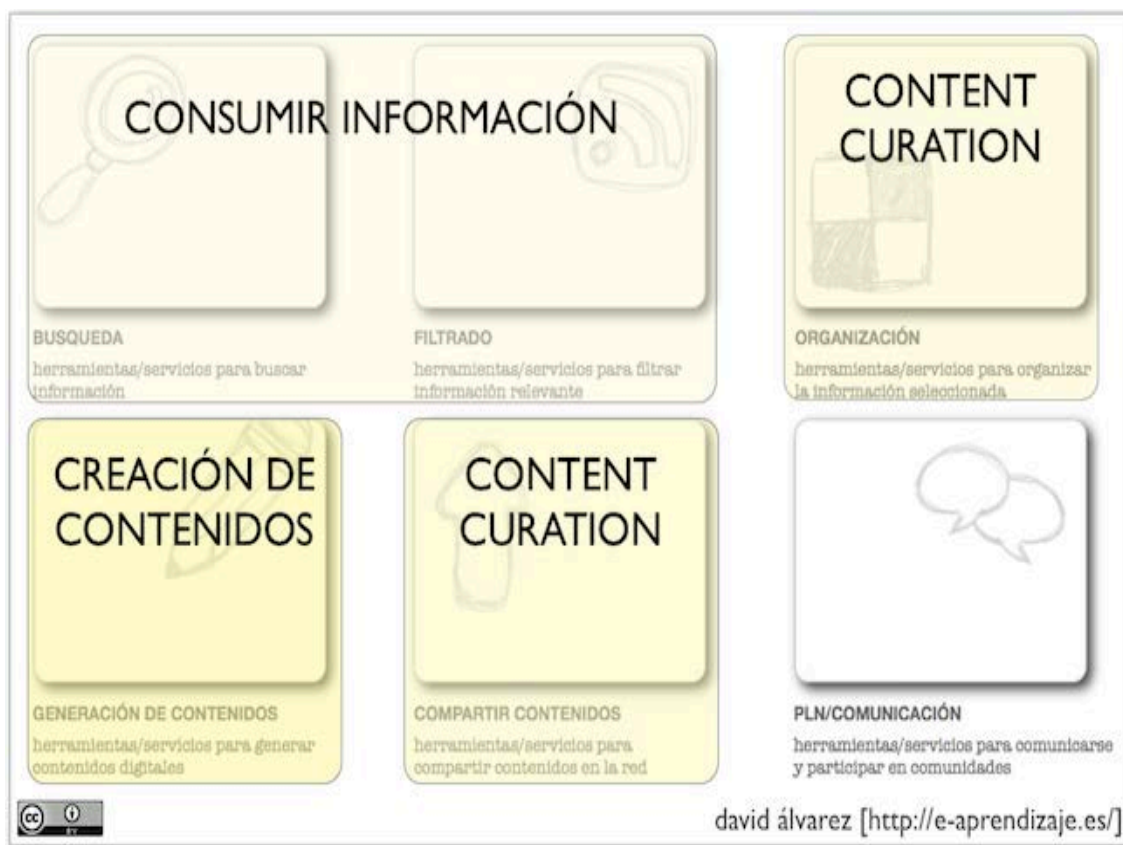 CONSUMIR INFORMACIÓN
CONTENT
CURATION
BUSQUEDA
herramientas/servicios para buscar
información
FILTRADO
herramientas/servicios para filtrar
información relevante
ORGANIZACIÓN
herramientas/servicios para organizar
la información seleccionada
CREACIÓN DE
CONTENIDOS
CONTENT
CURATION
GENERACIÓN DE CONTENIDOS
herramientas/servicios para generar
contenidos digitales
COMPARTIR CONTENIDOS
herramientas/servicios para
compartir contenidos en la red
PLN/COMUNICACIÓN
herramientas/servicios para comunicarse
y participar en comunidades
cc
BY
david álvarez [http://e-aprendizaje.es/]